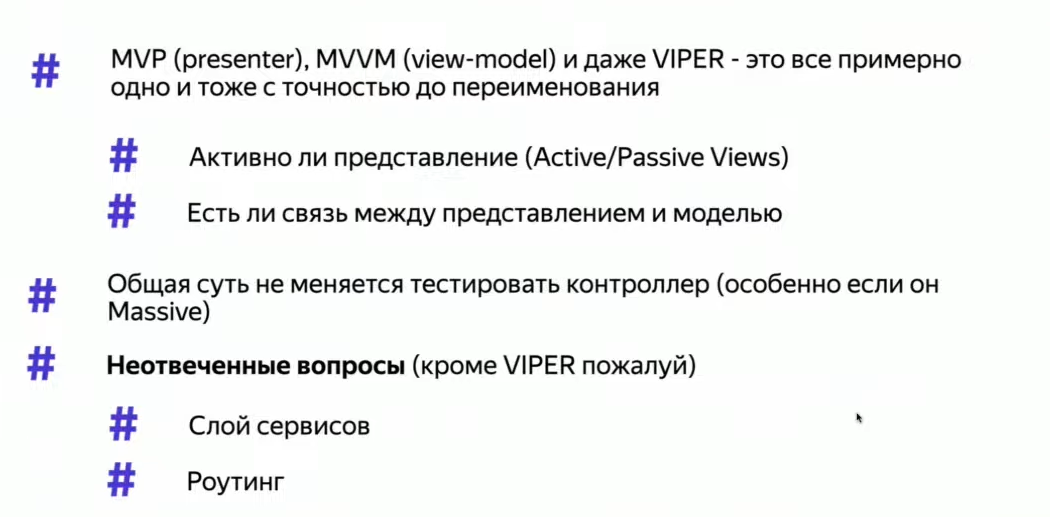 # MVP (presenter), MVVM (view-model) и даже VIPER - это все примерно
одно и тоже с точностью до переименования
# Активно ли представление (Active/Passive Views)
# Есть ли связь между представлением и моделью
# Общая суть не меняется тестировать контроллер (особенно если он
Massive)
# Неотвеченные вопросы (кроме VIPER пожалуй)
# Слой сервисов
# Роутинг